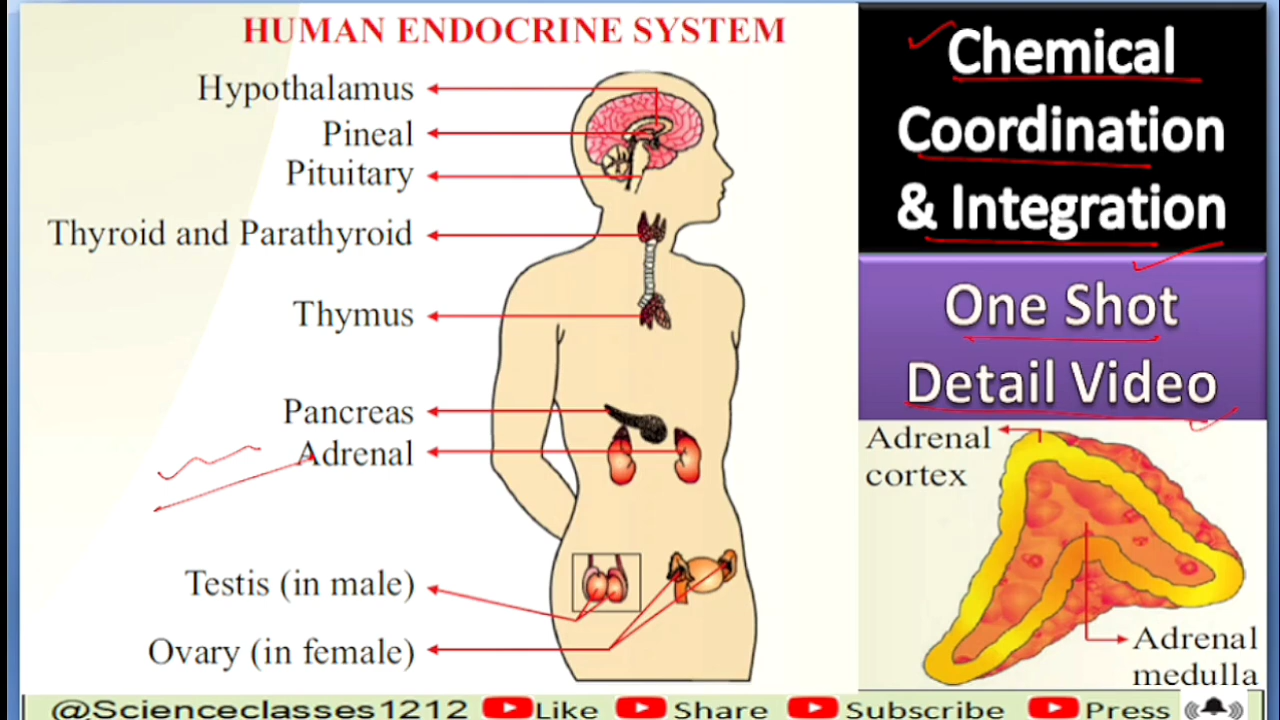 HUMAN ENDOCRINE SYSTEM
Hypothalamus
Pineal
Pituitary
Thyroid and Parathyroid
Thymus
Pancreas
Adrenal
Testis (in male)
Ovary (in female)
Chemical
Coordination
& Integration
One Shot
Detail Video
Adrenal
cortex
Adrenal
medulla
@Scienceclasses1212 Like Share Subscribe Press